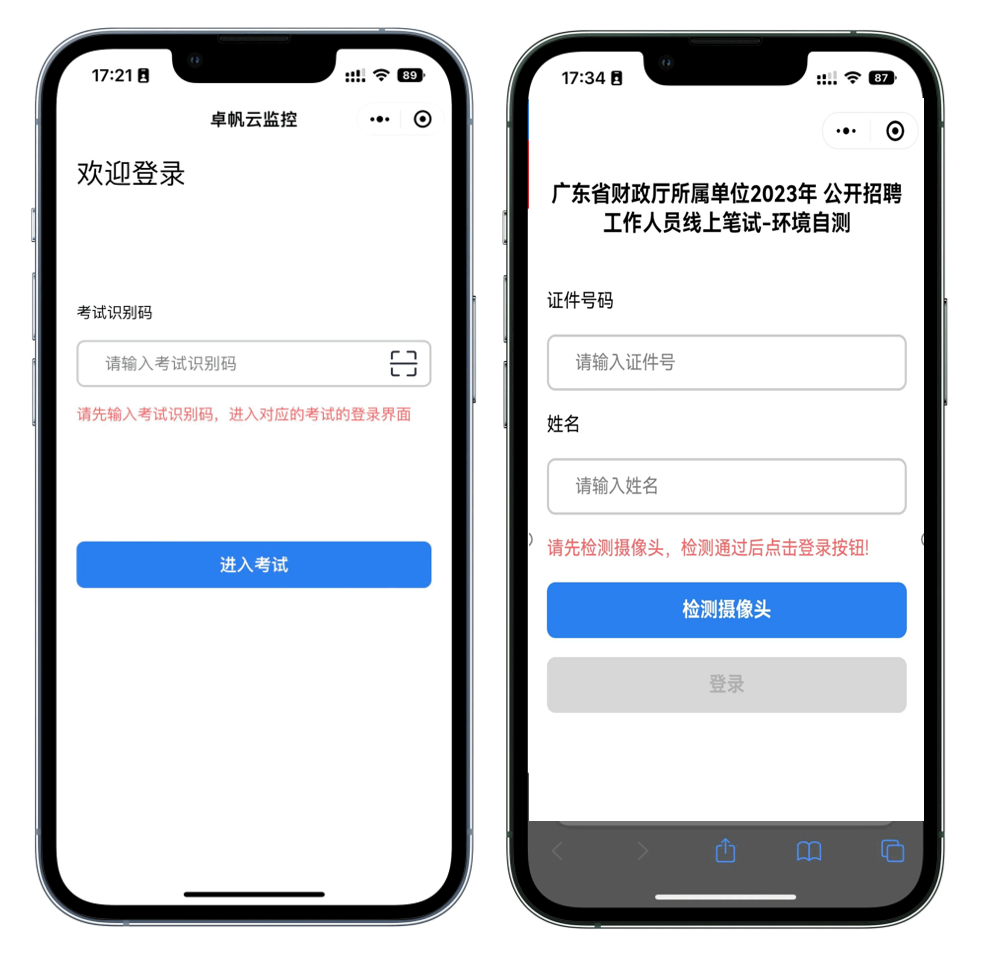 17:21
89
卓帆云监控
欢迎登录
考试识别码
请输入考试识别码
请先输入考试识别码，进入对应的考试的登录界面
进入考试
17:34
87
广东省财政厅所属单位2023年 公开招聘
工作人员线上笔试-环境自测
证件号码
请输入证件号
姓名
请输入姓名
请先检测摄像头，检测通过后点击登录按钮!
检测摄像头
登录